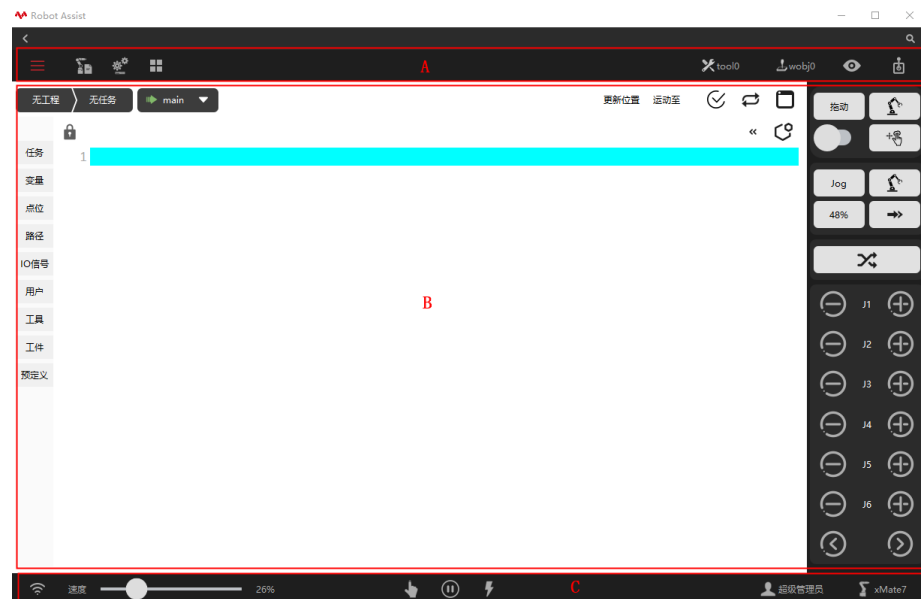 Robot Assist
A
tool0
wobj0
无工程
无任务
main
更新位置
运动至
拖动
1
任务
变量
点位
路径
IO信号
用户
工具
工件
预定义
B
Jog
48%
J1
J2
J3
J4
J5
J6
速度
26%
C
超级管理员
xMate7